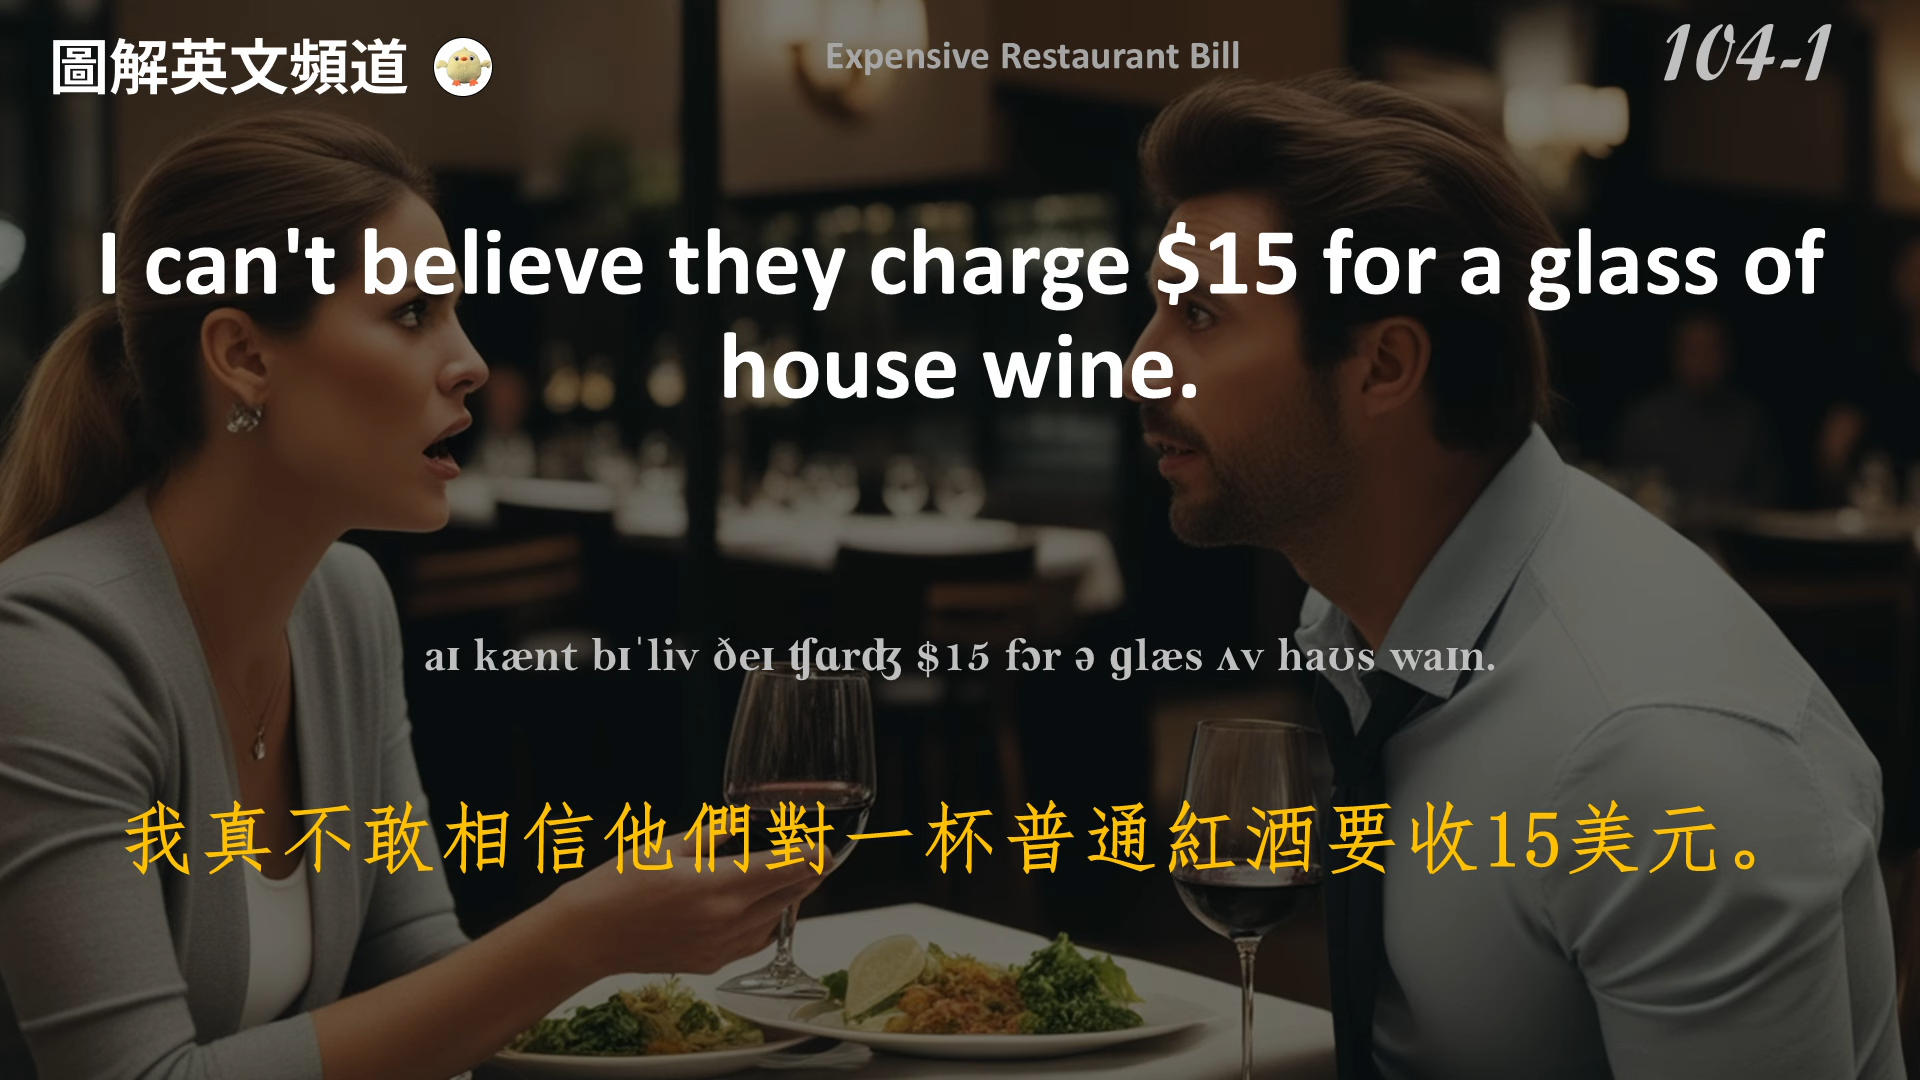 圖解英文頻道
Expensive Restaurant Bill
104-1
I can't believe they charge $15 for a glass of
house wine.
aɪ kænt bɪˈliv ðeɪ ʧɑrʤ $15 fɔr ə ɡlæs ʌv haʊs waɪn.
我真不敢相信他們對一杯普通紅酒要收15美元。